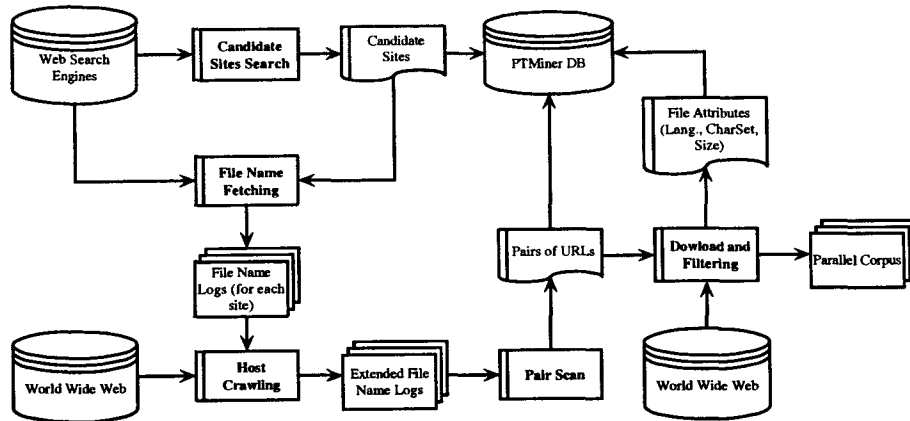 Web Search
Engines
Candidate
Sites Search
Candidate
Sites
PTMiner DB
File Attributes
(Lang., CharSet,
Size)
File Name
Fetching
File Name
Logs (for each
site)
Pairs of URLs
Dowload and
Filtering
Parallel Corpus
World Wide Web
Host
Crawling
Extended File
Name Logs
Pair Scan
World Wide Web